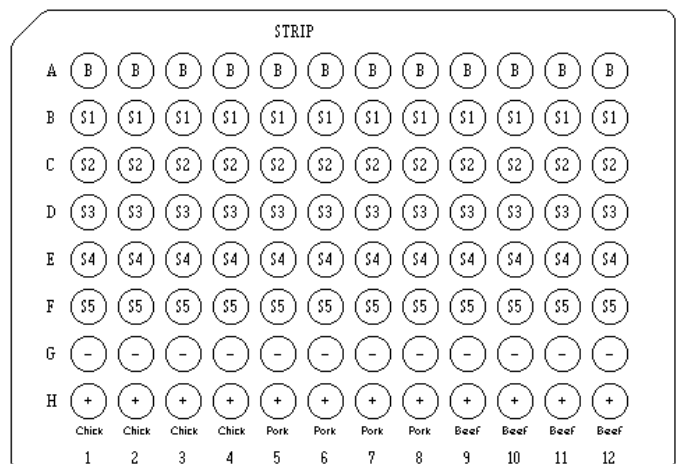 STRIP
A B B B B B B B B B B B B
B S1 S1 S1 S1 S1 S1 S1 S1 S1 S1 S1 S1
C S2 S2 S2 S2 S2 S2 S2 S2 S2 S2 S2 S2
D S3 S3 S3 S3 S3 S3 S3 S3 S3 S3 S3 S3
E S4 S4 S4 S4 S4 S4 S4 S4 S4 S4 S4 S4
F S5 S5 S5 S5 S5 S5 S5 S5 S5 S5 S5 S5
G - - - - - - - - - - - -
H + + + + + + + + + + + +
Chick Chick Chick Chick Pork Pork Pork Pork Beef Beef Beef Beef
1 2 3 4 5 6 7 8 9 10 11 12